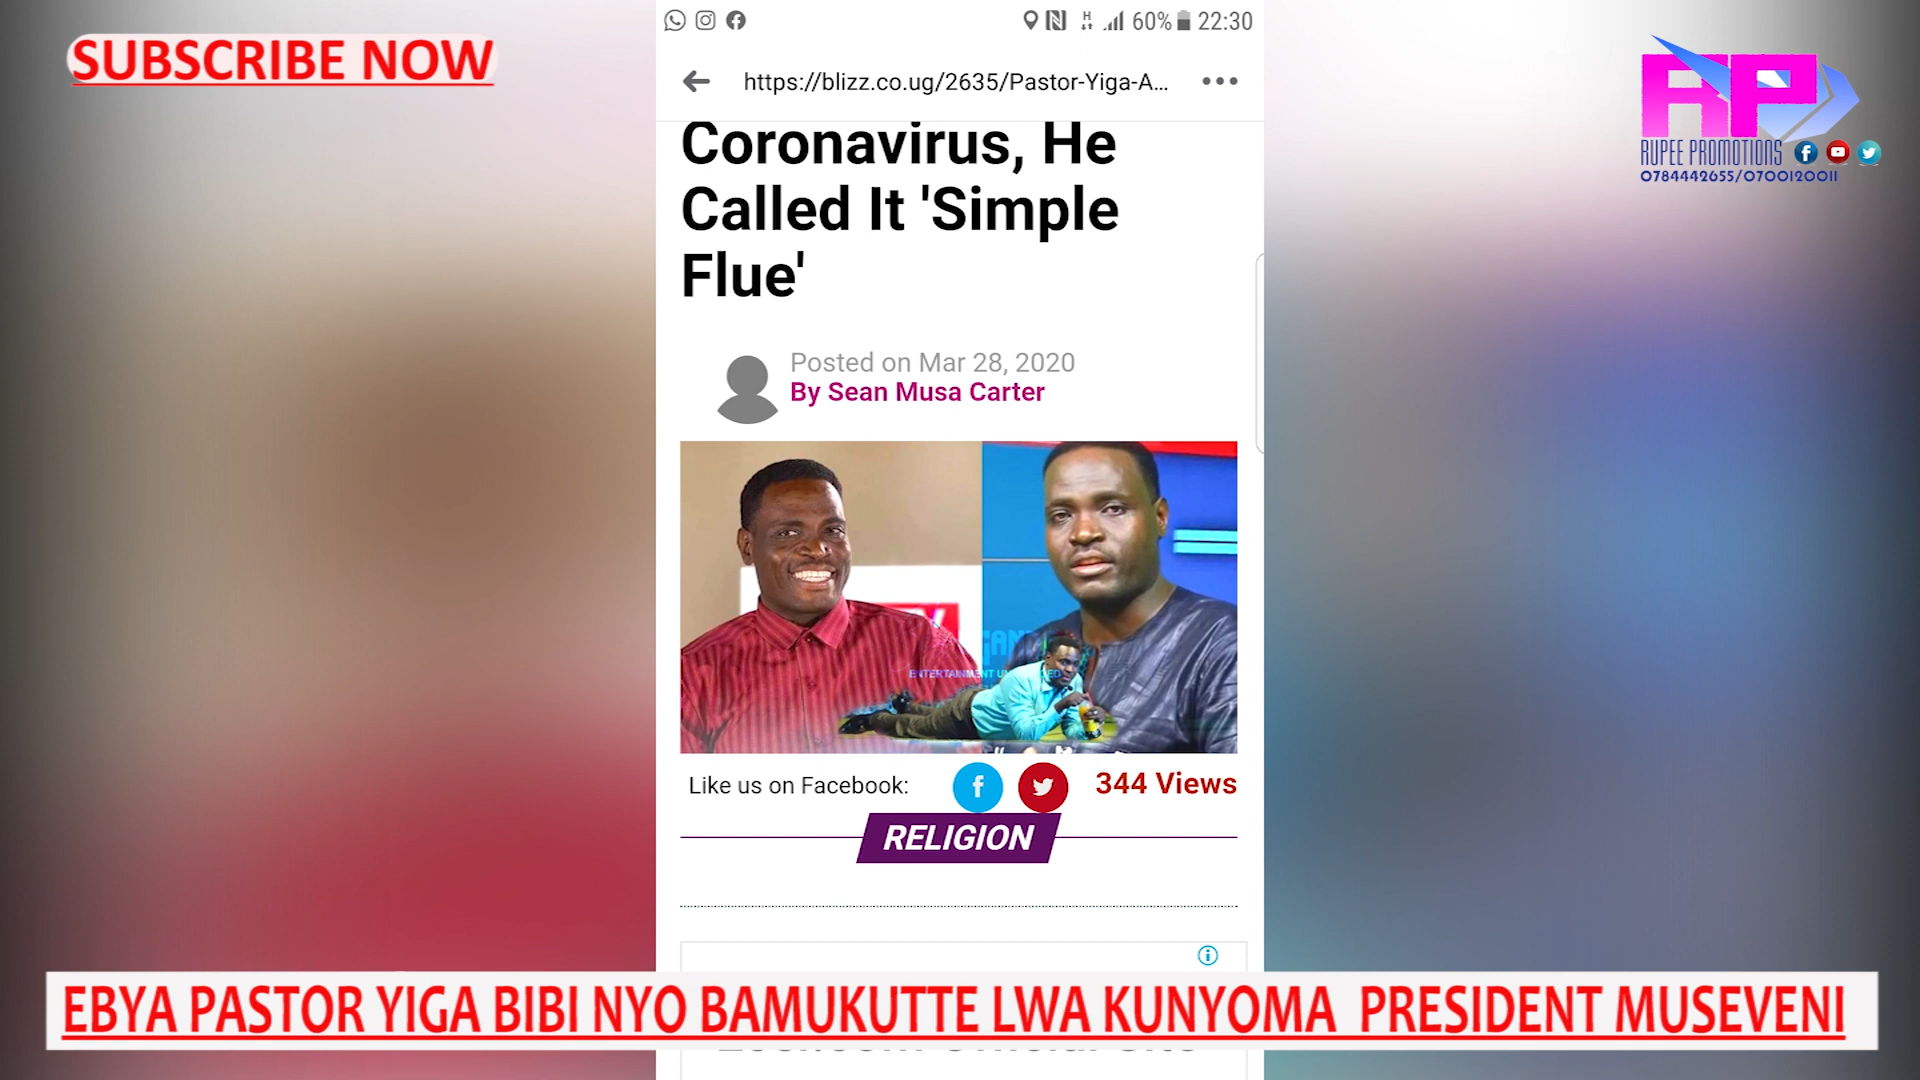 SUBSCRIBE NOW
60% 22:30
https://blizz.co.ug/2635/Pastor-Yiga-A...
Coronavirus, He
Called It 'Simple
Flue'
Posted on Mar 28, 2020
By Sean Musa Carter
Like us on Facebook:
344 Views
RELIGION
RP
RUPEE PROMOTIONS
0784442655/0700120011
EBYA PASTOR YIGA BIBI NYO BAMUKUTTE LWA KUNYOMA PRESIDENT MUSEVENI